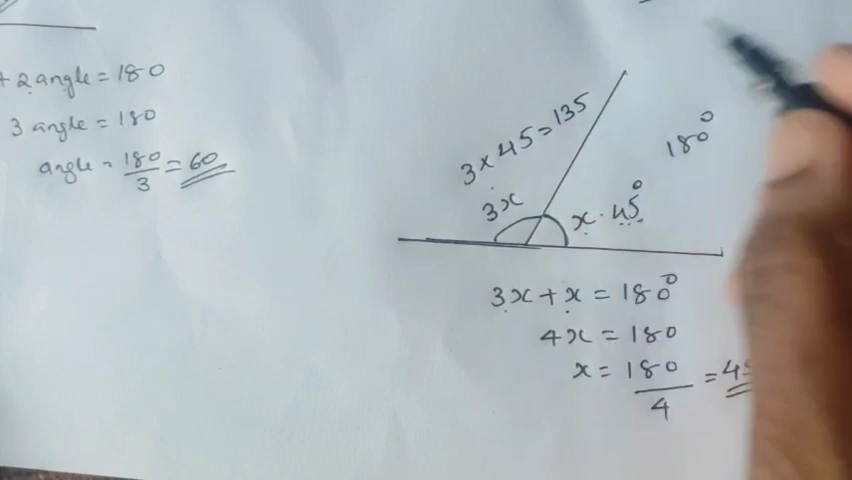 + 2 angle = 180
3 angle = 180
angle = 180/3 = 60
3 x 45 = 135
180°
3x
x . 45°
3x + x = 180°
4x = 180
x = 180/4 = 45